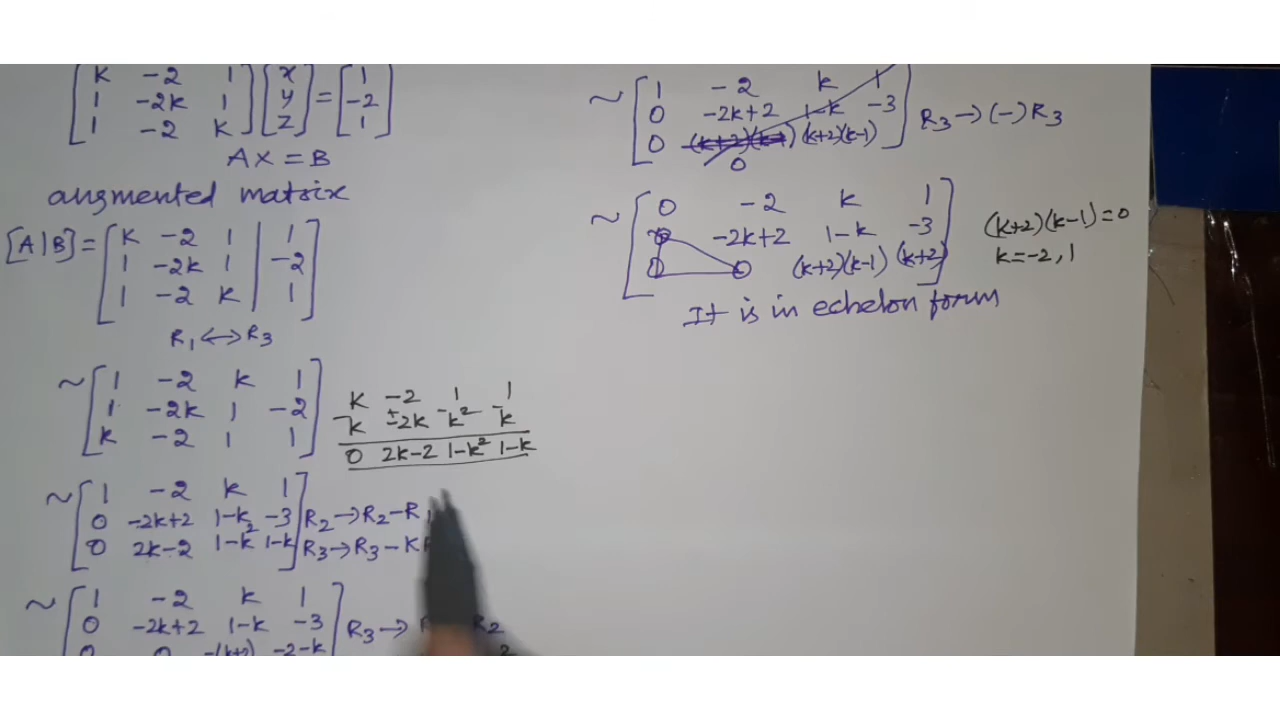 [K -2 1] [x] = [1]
[1 -2K 1] [y] [-2]
[1 -2 K] [z] [1]
AX = B
augmented matrix
[A|B] = [K -2 1 | 1]
[1 -2K 1 | -2]
[1 -2 K | 1]
R₁ ↔ R₃
~ [1 -2 K 1]
[1 -2K 1 -2]
[K -2 1 1]
K -2 1 1
-K ±2K -K² -K
0 2K-2 1-K² 1-K
~ [1 -2 K 1]
[0 -2K+2 1-K -3] R₂→R₂-R
[0 2K-2 1-K² 1-K] R₃→R₃-K
~ [1 -2 K 1]
[0 -2K+2 1-K -3] R₃→ R₂
0 0 -(K+2) -2-K
~ [1 -2 K 1]
[0 -2K+2 1-K -3] R₃→(-)R₃
[0 (K+2)(K-1) (K+2)(K-1)]
0
~ [0 -2 K 1]
[0 -2K+2 1-K -3]
[0 0 (K+2)(K-1) (K+2)]
(K+2)(K-1)=0
K=-2, 1
It is in echelon form